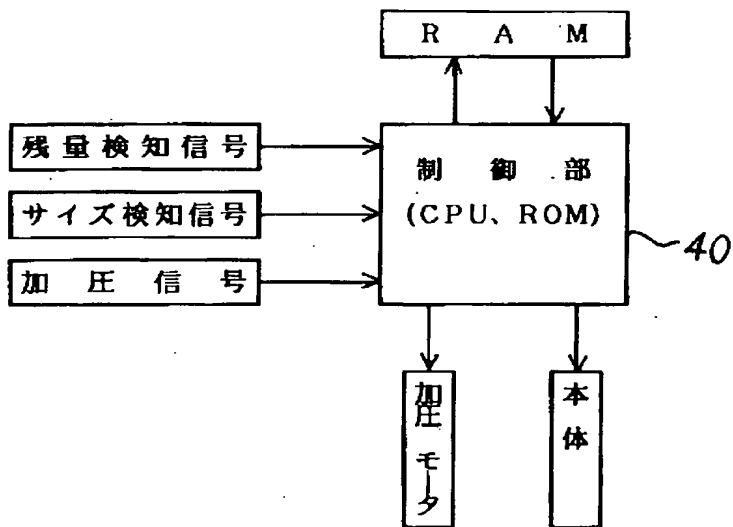 RAM
残量検知信号
サイズ検知信号
加圧信号
制御部
(CPU、ROM)
40
加圧モータ
本体